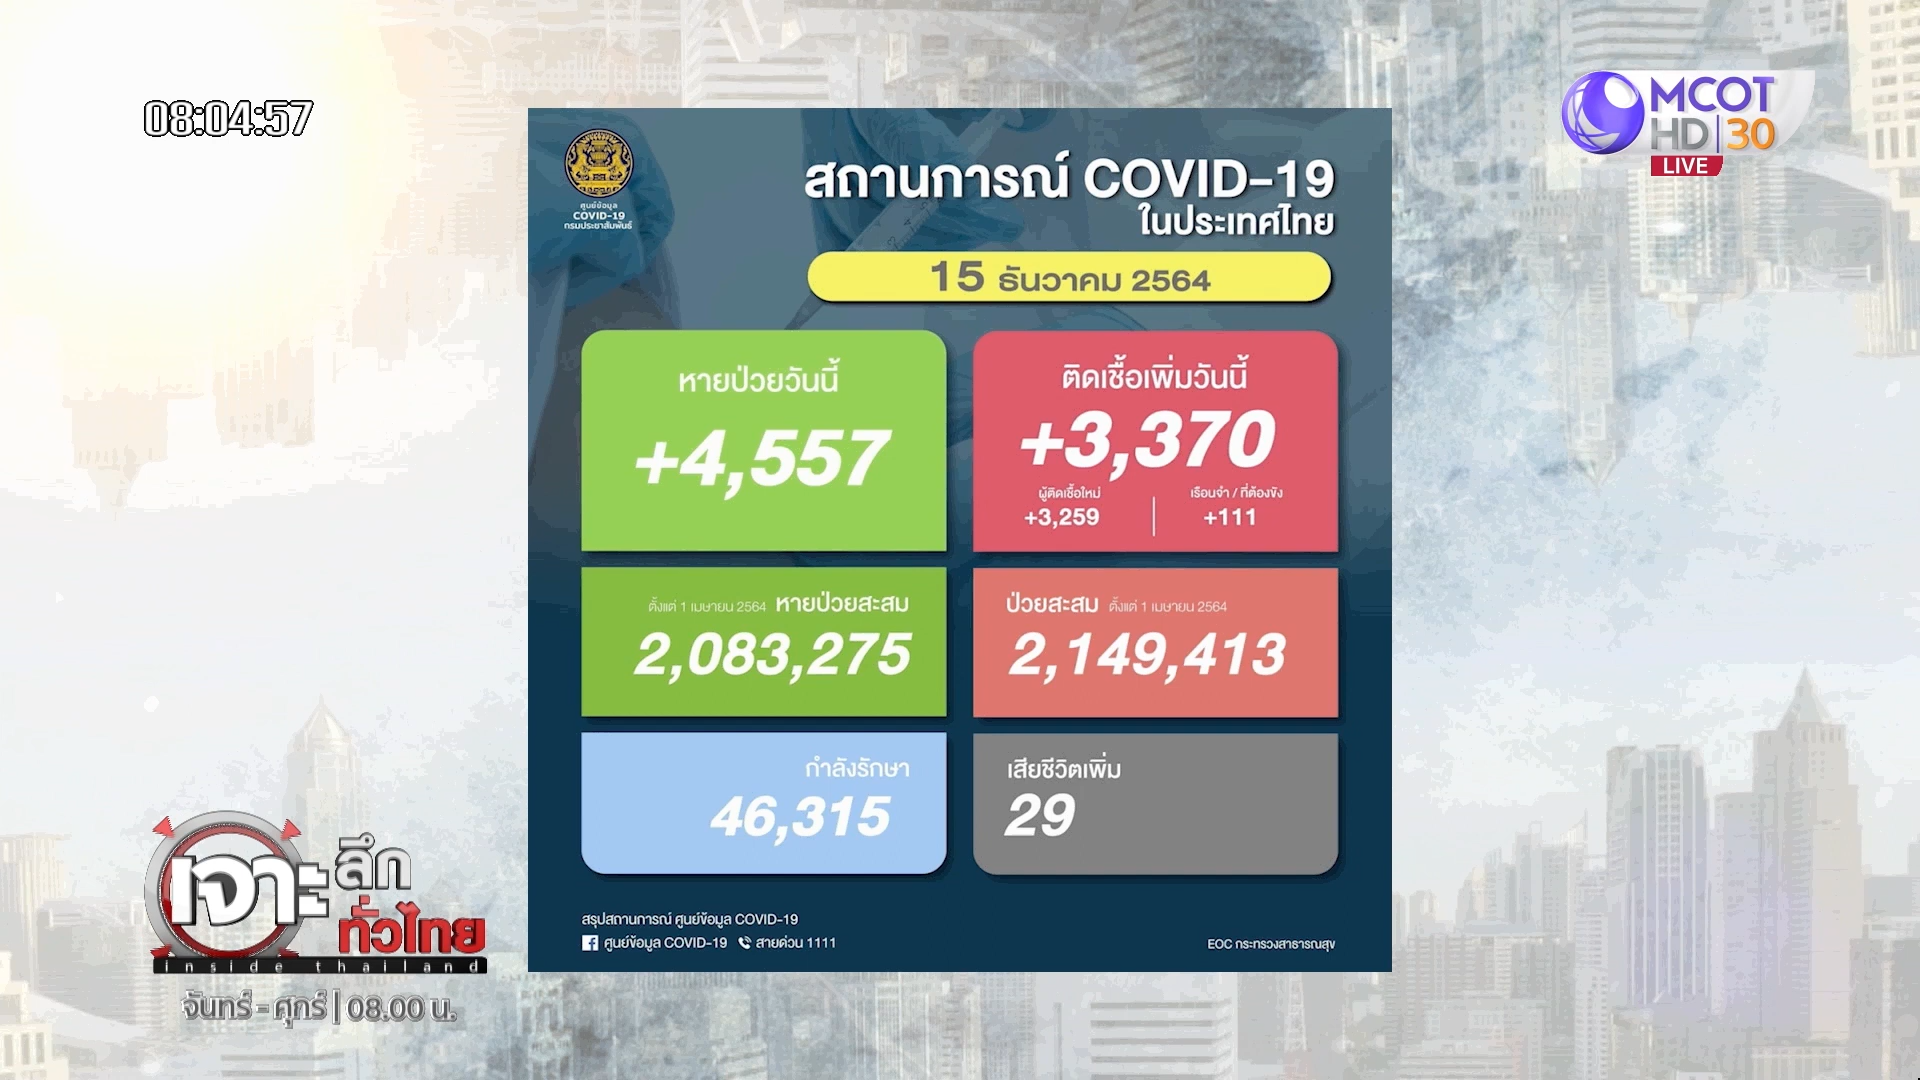 08:04:57
MCOT
HD 30
LIVE
ศูนย์ข้อมูล
COVID-19
กรมประชาสัมพันธ์
สถานการณ์ COVID-19
ในประเทศไทย
15 ธันวาคม 2564
หายป่วยวันนี้
+4,557
ติดเชื้อเพิ่มวันนี้
+3,370
ผู้ติดเชื้อใหม่
+3,259
เรือนจำ / ที่ต้องขัง
+111
ตั้งแต่ 1 เมษายน 2564 หายป่วยสะสม
2,083,275
ป่วยสะสม ตั้งแต่ 1 เมษายน 2564
2,149,413
กำลังรักษา
46,315
เสียชีวิตเพิ่ม
29
สรุปสถานการณ์ ศูนย์ข้อมูล COVID-19
ศูนย์ข้อมูล COVID-19 สายด่วน 1111
EOC กระทรวงสาธารณสุข
เจาะลึก
ทั่วไทย
inside thailand
จันทร์ - ศุกร์ | 08.00 น.